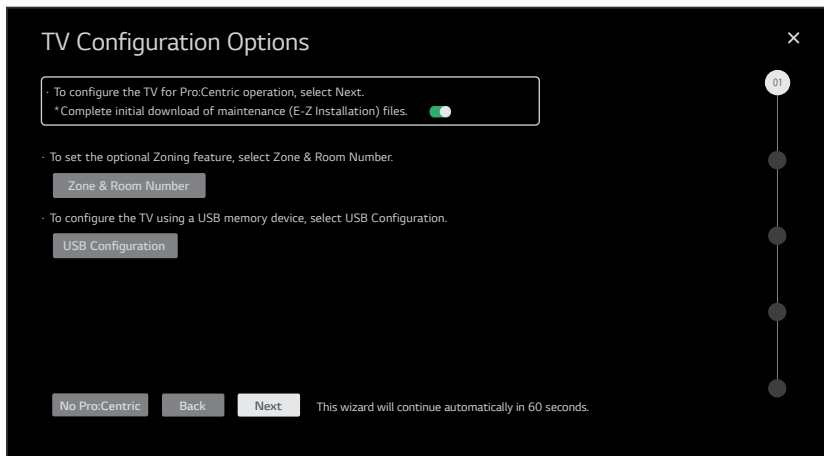 TV Configuration Options
×
· To configure the TV for Pro:Centric operation, select Next.
*Complete initial download of maintenance (E-Z Installation) files.
01
· To set the optional Zoning feature, select Zone & Room Number.
Zone & Room Number
· To configure the TV using a USB memory device, select USB Configuration.
USB Configuration
No Pro:Centric Back Next This wizard will continue automatically in 60 seconds.